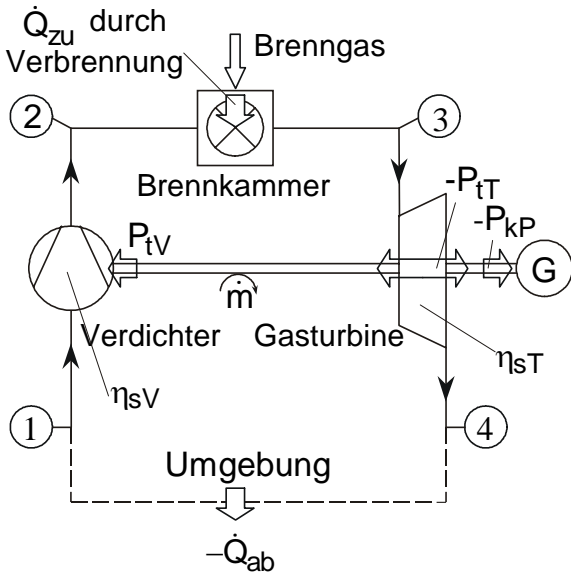 Q̇zu durch
Verbrennung
Brenngas
2
3
Brennkammer
-PtT
-PkP
PtV
G
ṁ
Verdichter
Gasturbine
ηsV
ηsT
1
4
Umgebung
−Q̇ab